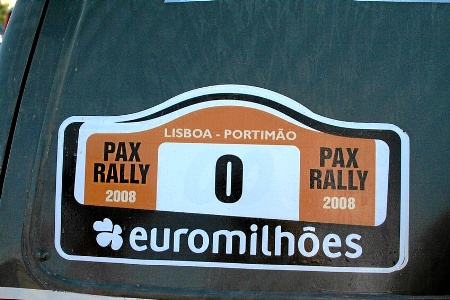 LISBOA - PORTIMÃO
PAX
RALLY
2008
0
PAX
RALLY
2008
euromilhões